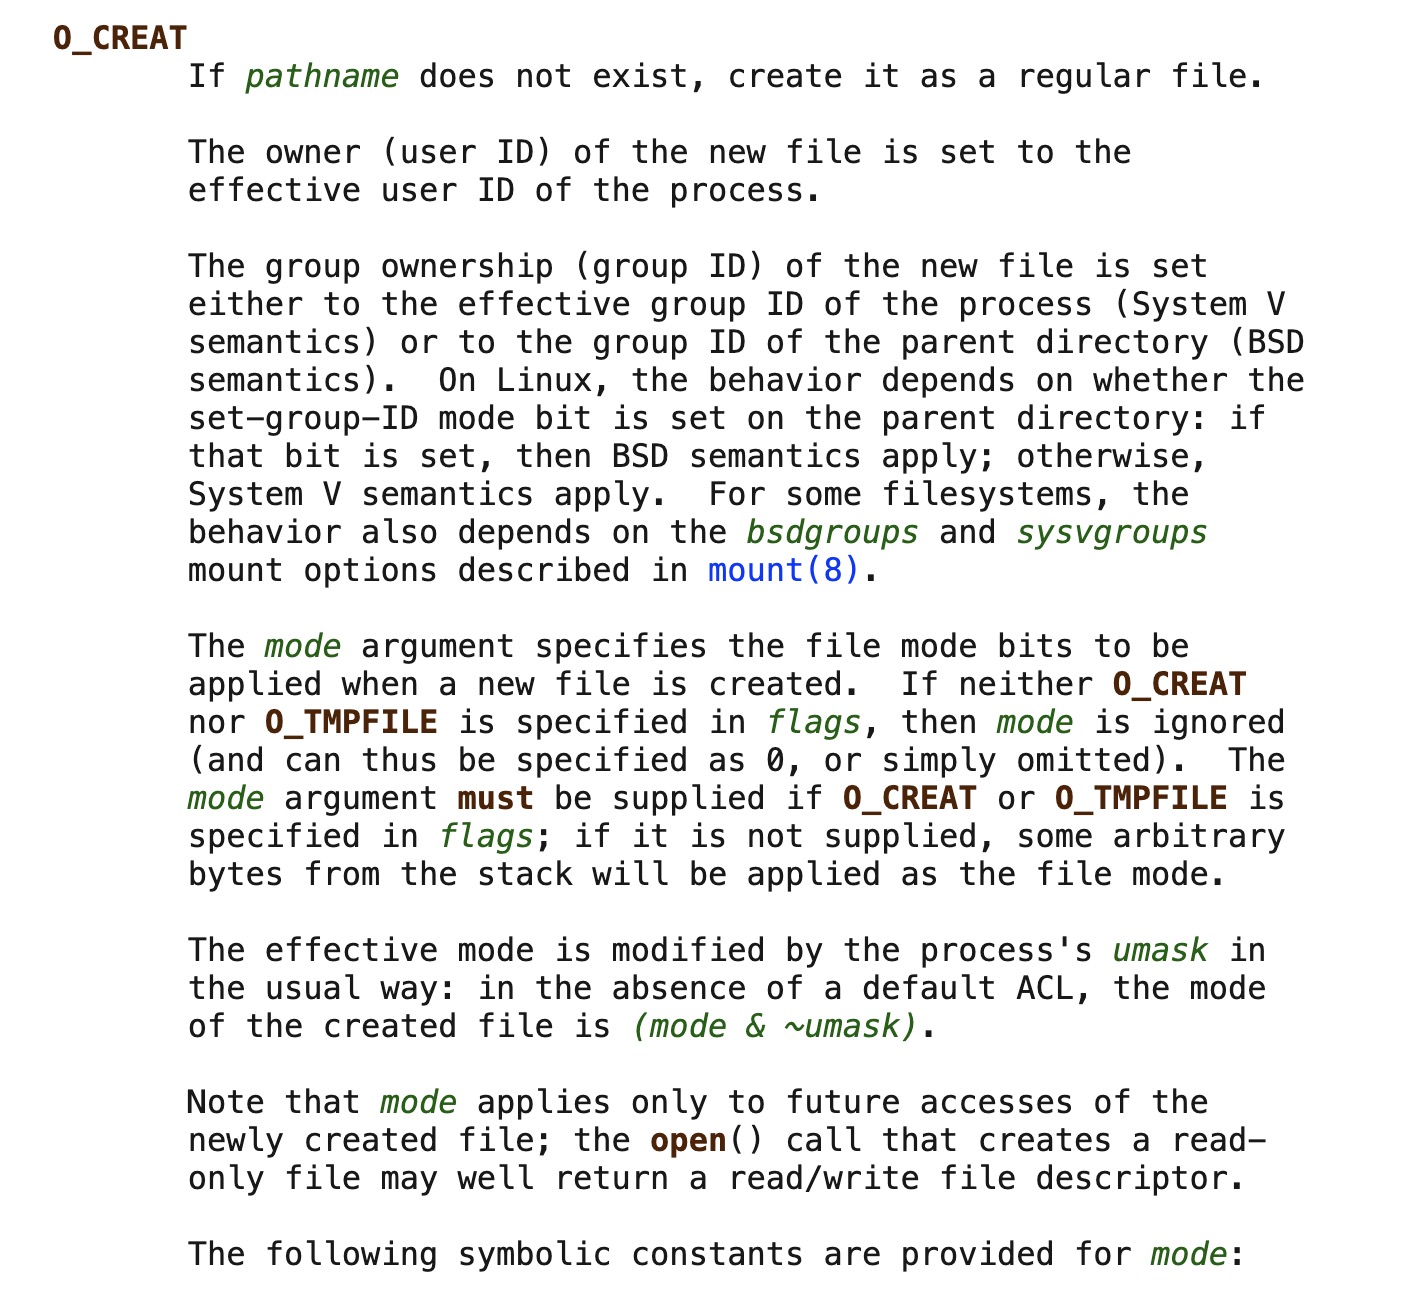 O_CREAT
If pathname does not exist, create it as a regular file.
The owner (user ID) of the new file is set to the
effective user ID of the process.
The group ownership (group ID) of the new file is set
either to the effective group ID of the process (System V
semantics) or to the group ID of the parent directory (BSD
semantics).  On Linux, the behavior depends on whether the
set-group-ID mode bit is set on the parent directory: if
that bit is set, then BSD semantics apply; otherwise,
System V semantics apply.  For some filesystems, the
behavior also depends on the bsdgroups and sysvgroups
mount options described in mount(8).
The mode argument specifies the file mode bits to be
applied when a new file is created.  If neither O_CREAT
nor O_TMPFILE is specified in flags, then mode is ignored
(and can thus be specified as 0, or simply omitted).  The
mode argument must be supplied if O_CREAT or O_TMPFILE is
specified in flags; if it is not supplied, some arbitrary
bytes from the stack will be applied as the file mode.
The effective mode is modified by the process's umask in
the usual way: in the absence of a default ACL, the mode
of the created file is (mode & ~umask).
Note that mode applies only to future accesses of the
newly created file; the open() call that creates a read-
only file may well return a read/write file descriptor.
The following symbolic constants are provided for mode: